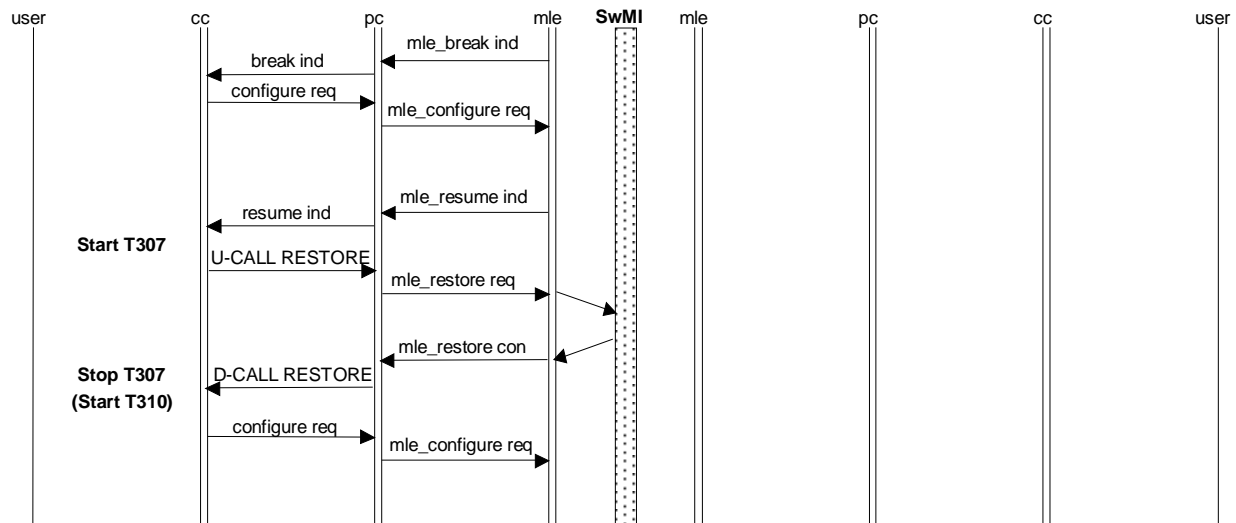 user cc pc mle SwMI mle pc cc user
mle_break ind
break ind
configure req
mle_configure req
mle_resume ind
resume ind
Start T307
U-CALL RESTORE
mle_restore req
mle_restore con
Stop T307 D-CALL RESTORE
(Start T310)
configure req
mle_configure req